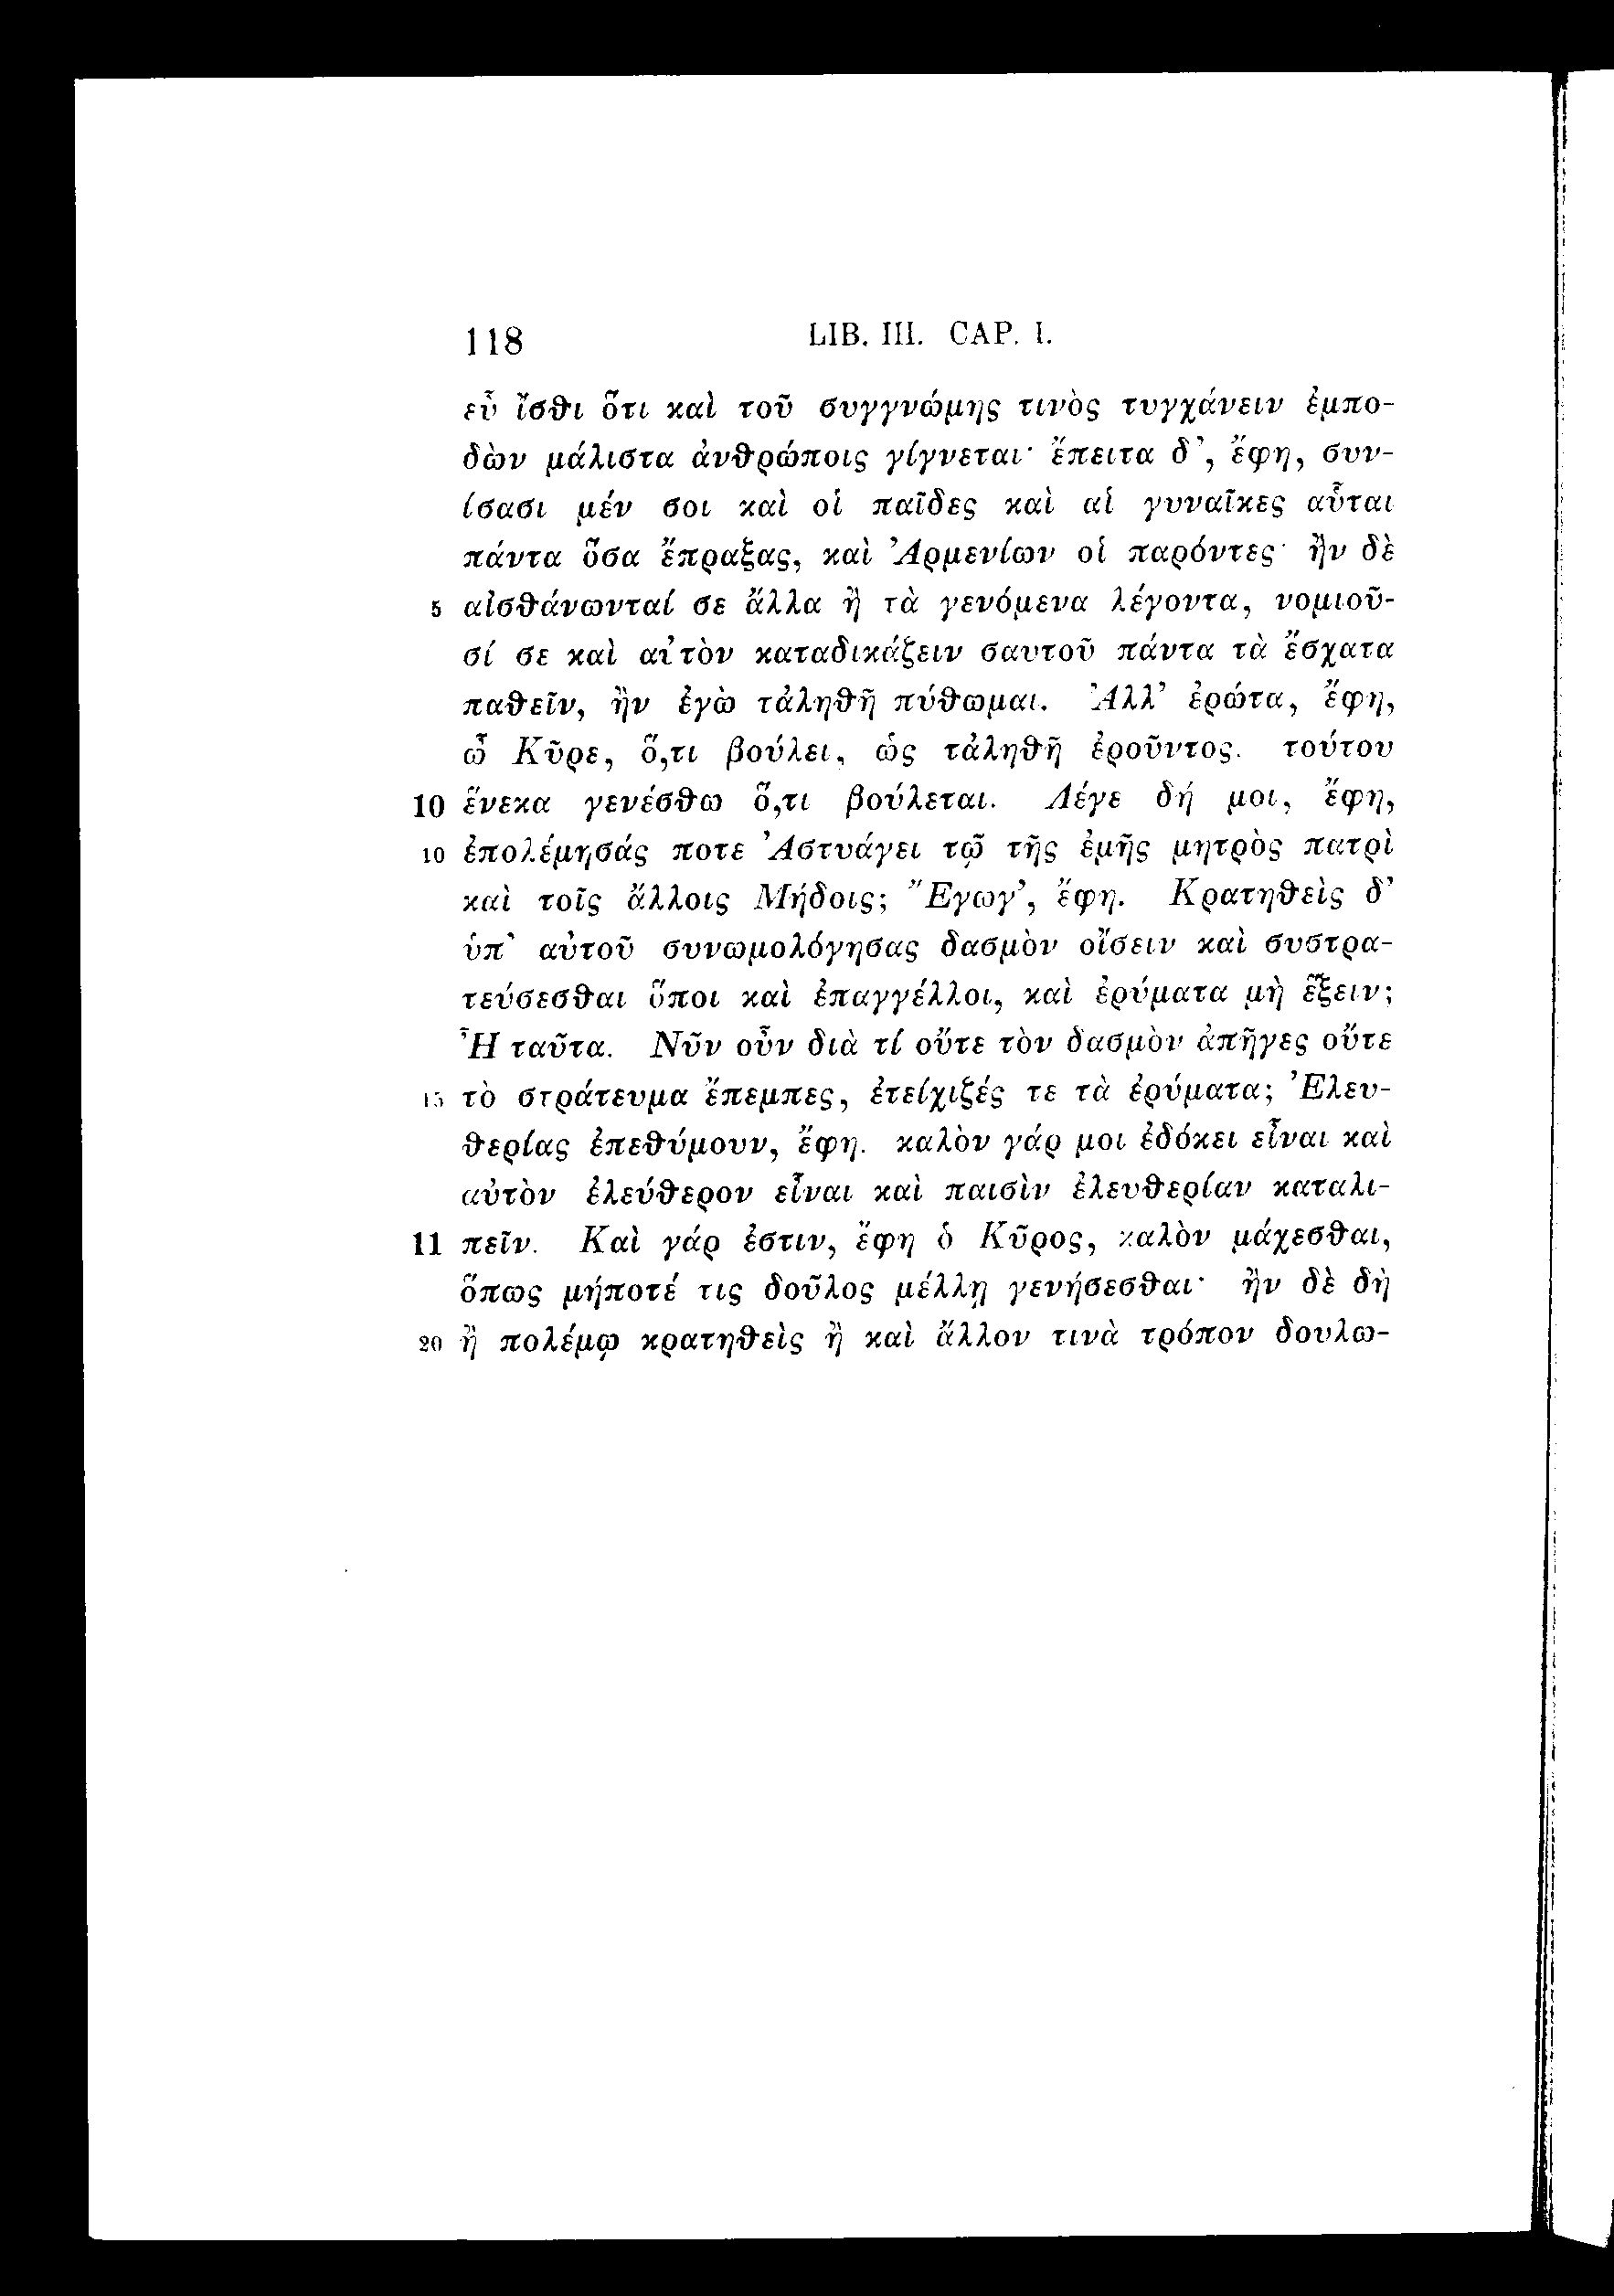 118 LIB. III. CAP. I.
εὖ ἴσθι ὅτι καὶ τοῦ συγγνώμης τινὸς τυγχάνειν ἐμπο-
δὼν μάλιστα ἀνθρώποις γίγνεται· ἔπειτα δ’, ἔφη, συν-
ίσασι μέν σοι καὶ οἱ παῖδες καὶ αἱ γυναῖκες αὗται
πάντα ὅσα ἔπραξας, καὶ Ἀρμενίων οἱ παρόντες· ἢν δὲ
5 αἰσθάνωνταί σε ἄλλα ἢ τὰ γενόμενα λέγοντα, νομιοῦ-
σί σε καὶ αὐτὸν καταδικάζειν σαυτοῦ πάντα τὰ ἔσχατα
παθεῖν, ἢν ἐγὼ τἀληθῆ πύθωμαι. Ἀλλ’ ἐρώτα, ἔφη,
ὦ Κῦρε, ὅ,τι βούλει, ὡς τἀληθῆ ἐροῦντος. τούτου
10 ἕνεκα γενέσθω ὅ,τι βούλεται. Λέγε δή μοι, ἔφη,
10 ἐπολέμησάς ποτε Ἀστυάγει τῷ τῆς ἐμῆς μητρὸς πατρὶ
καὶ τοῖς ἄλλοις Μήδοις; Ἔγωγ’, ἔφη. Κρατηθεὶς δ’
ὑπ’ αὐτοῦ συνωμολόγησας δασμὸν οἴσειν καὶ συστρα-
τεύσεσθαι ὅποι καὶ ἐπαγγέλλοι, καὶ ἐρύματα μὴ ἕξειν;
Ἦ ταῦτα. Νῦν οὖν διὰ τί οὔτε τὸν δασμὸν ἀπῆγες οὔτε
15 τὸ στράτευμα ἔπεμπες, ἐτείχιζές τε τὰ ἐρύματα; Ἐλευ-
θερίας ἐπεθύμουν, ἔφη. καλὸν γάρ μοι ἐδόκει εἶναι καὶ
αὐτὸν ἐλεύθερον εἶναι καὶ παισὶν ἐλευθερίαν καταλι-
11 πεῖν. Καὶ γάρ ἐστιν, ἔφη ὁ Κῦρος, καλὸν μάχεσθαι,
ὅπως μήποτέ τις δοῦλος μέλλῃ γενήσεσθαι· ἢν δὲ δὴ
20 ἢ πολέμῳ κρατηθεὶς ἢ καὶ ἄλλον τινὰ τρόπον δουλω-